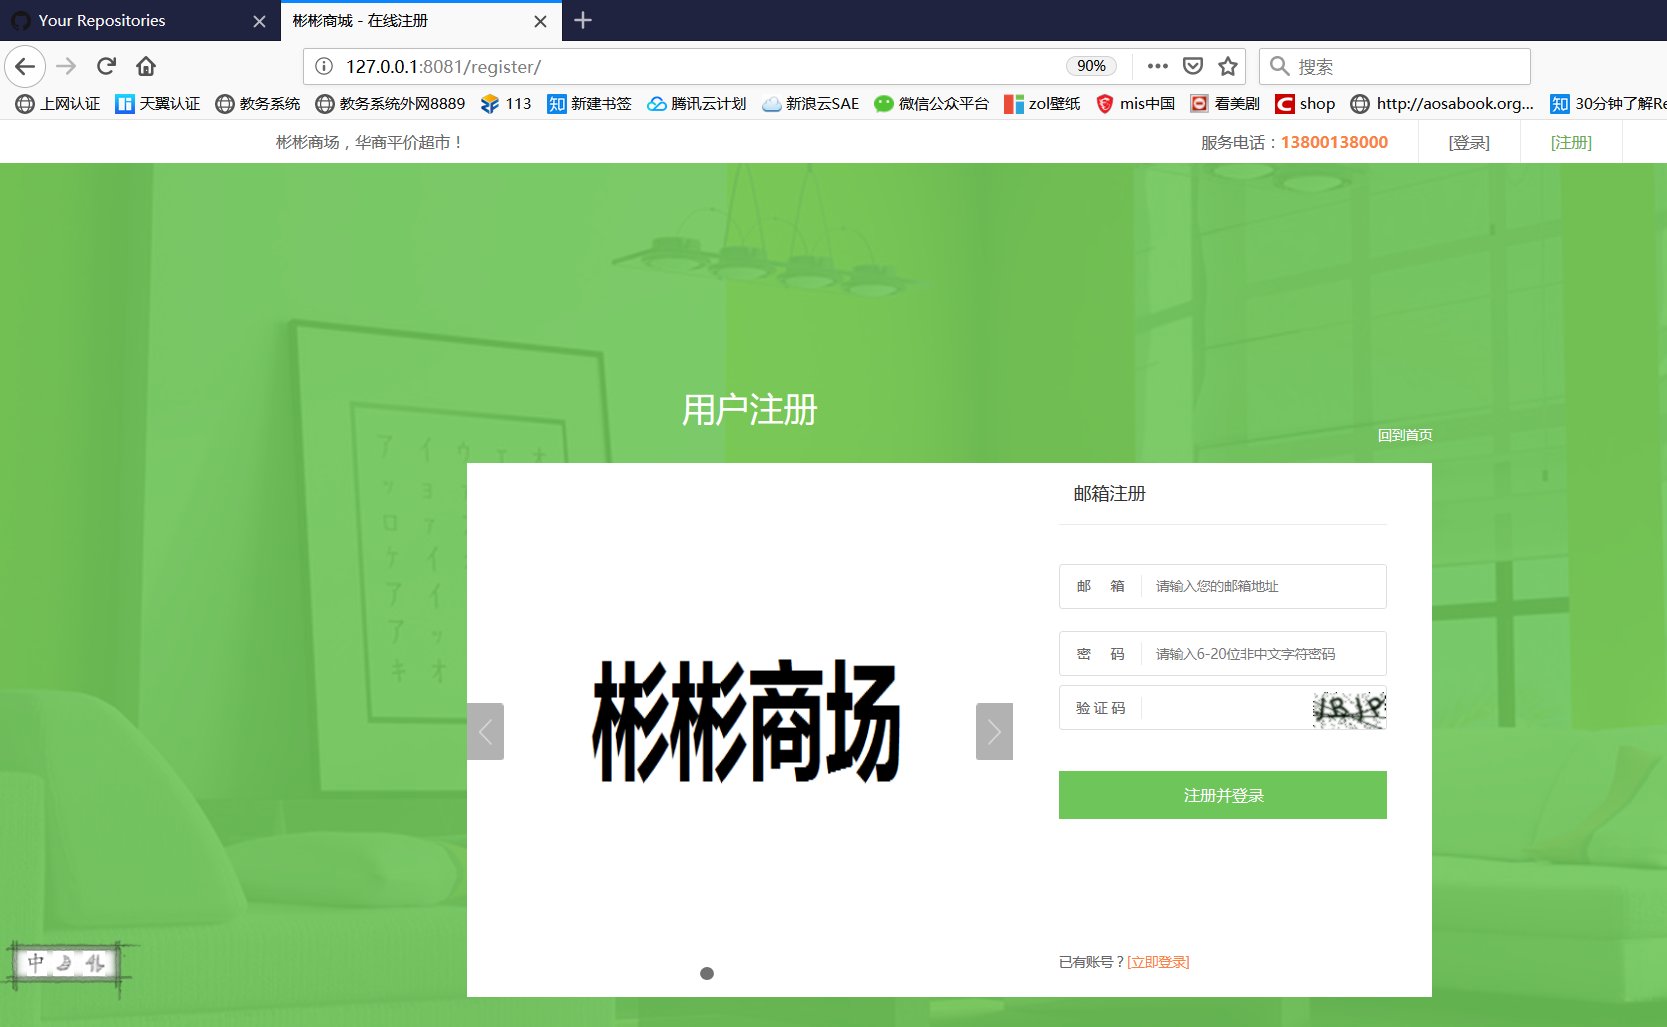 Your Repositories
彬彬商城 - 在线注册
127.0.0.1:8081/register/
90%
搜索
上网认证 天翼认证 教务系统 教务系统外网8889 113 知 新建书签 腾讯云计划 新浪云SAE 微信公众平台 zol壁纸 mis中国 看美剧 shop http://aosabook.org... 知 30分钟了解Re
彬彬商场，华商平价超市！
服务电话：13800138000 [登录] [注册]
用户注册
回到首页
邮箱注册
邮 箱 请输入您的邮箱地址
密 码 请输入6-20位非中文字符密码
验 证 码
彬彬商场
注册并登录
已有账号？[立即登录]
中